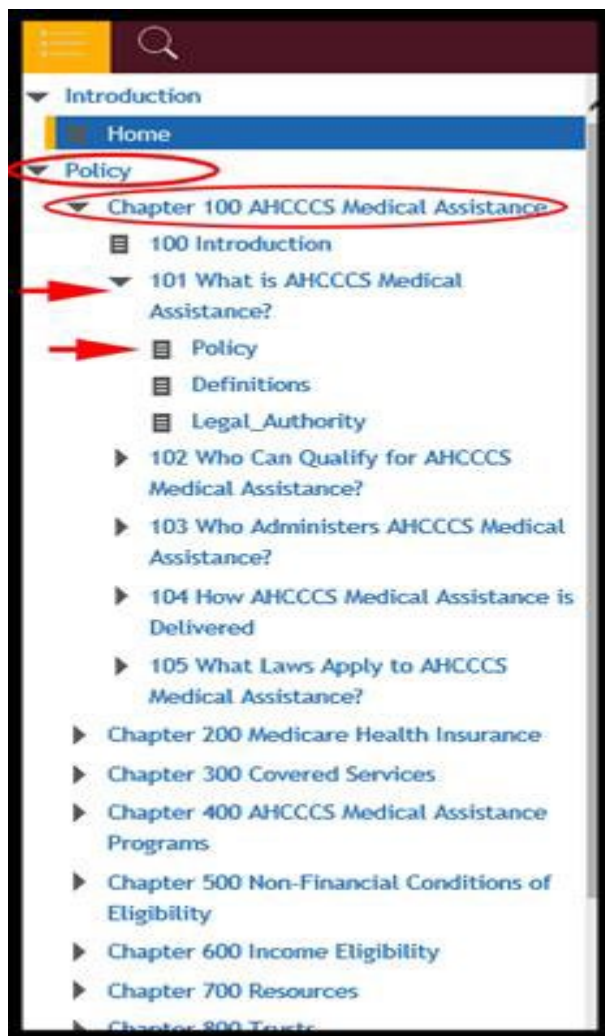 Introduction
Home
Policy
Chapter 100 AHCCCS Medical Assistance
100 Introduction
101 What is AHCCCS Medical
Assistance?
Policy
Definitions
Legal_Authority
102 Who Can Qualify for AHCCCS
Medical Assistance?
103 Who Administers AHCCCS Medical
Assistance?
104 How AHCCCS Medical Assistance is
Delivered
105 What Laws Apply to AHCCCS
Medical Assistance?
Chapter 200 Medicare Health Insurance
Chapter 300 Covered Services
Chapter 400 AHCCCS Medical Assistance
Programs
Chapter 500 Non-Financial Conditions of
Eligibility
Chapter 600 Income Eligibility
Chapter 700 Resources
Chapter 800 Trusts